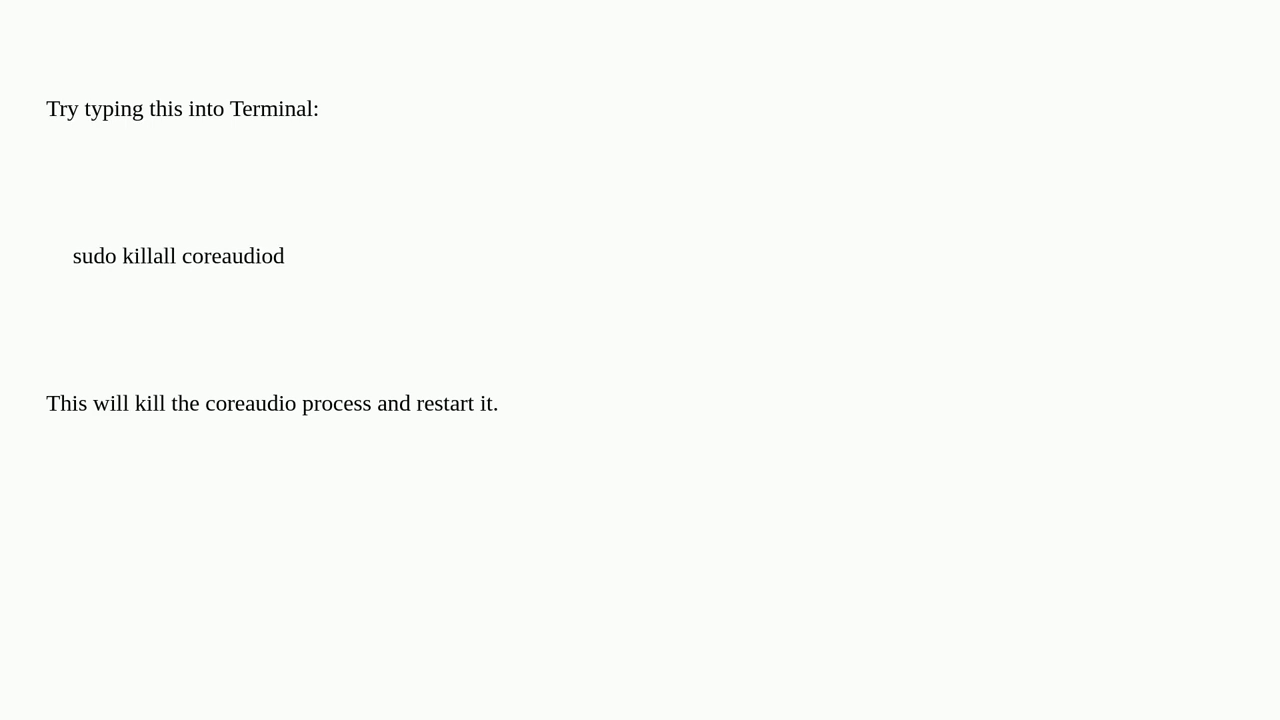 Try typing this into Terminal:
sudo killall coreaudiod
This will kill the coreaudio process and restart it.